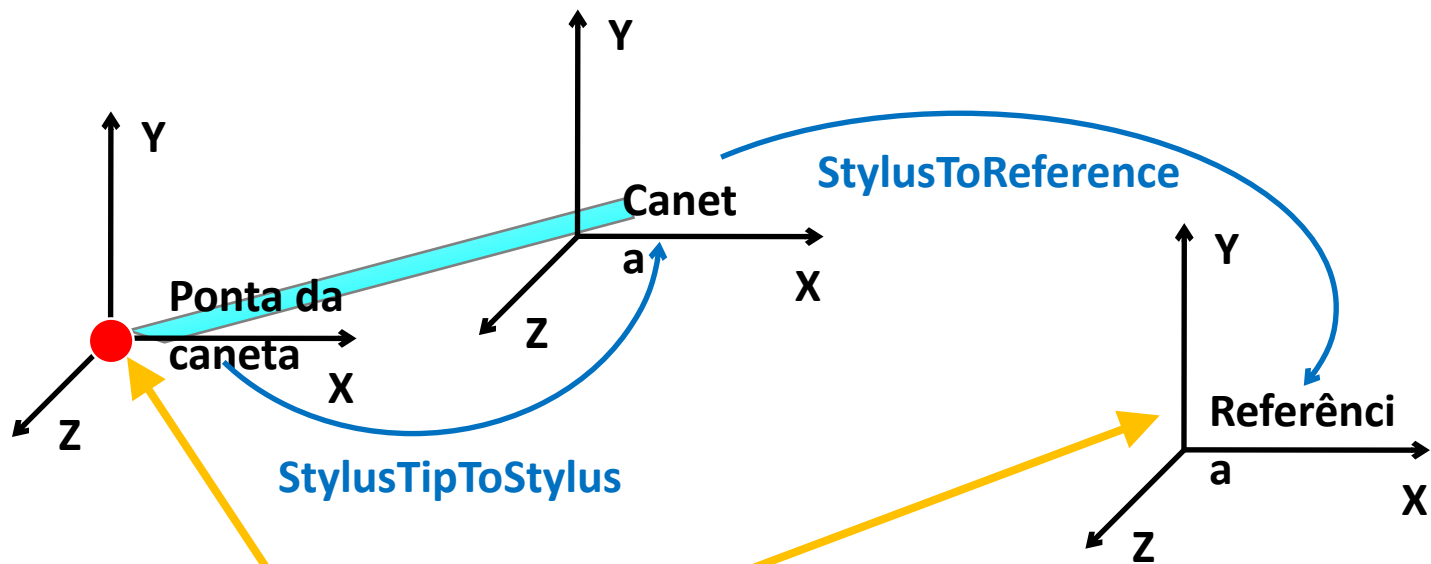 Y
Y
StylusToReference
Canet
a
X
Z
Ponta da
caneta
X
Z
StylusTipToStylus
Y
Referênci
a
X
Z